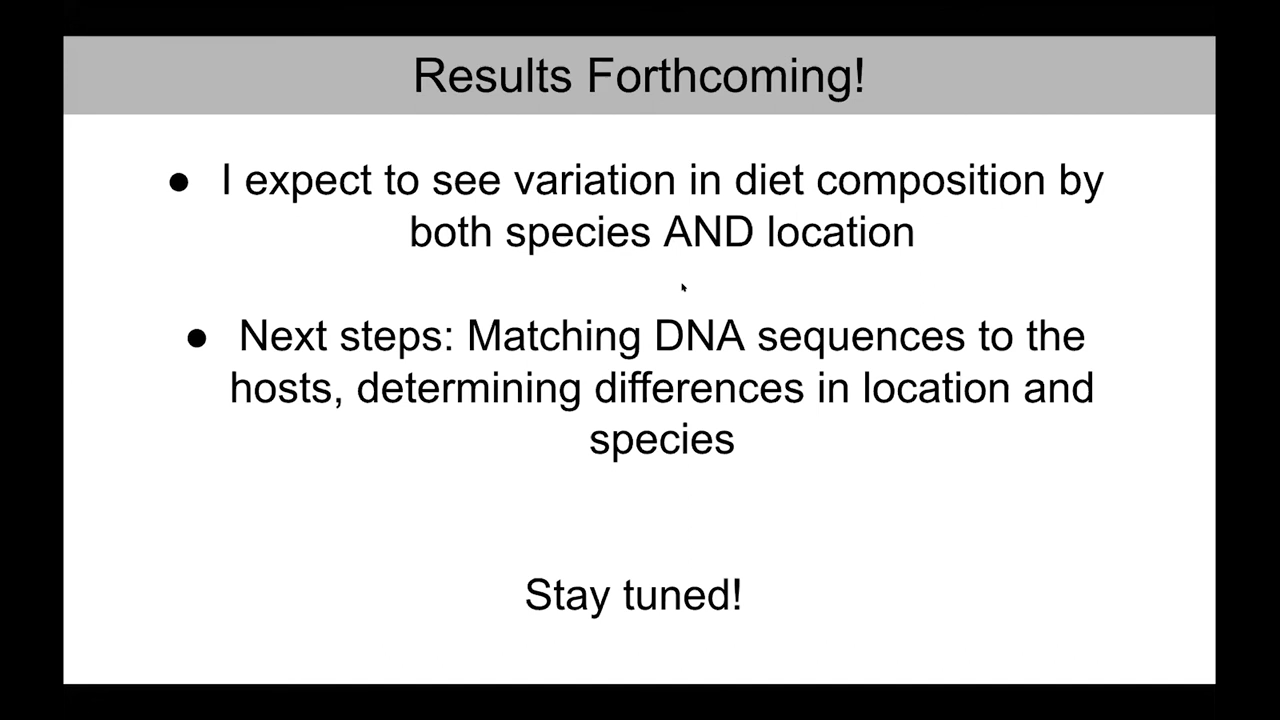 Results Forthcoming!
● I expect to see variation in diet composition by
both species AND location
● Next steps: Matching DNA sequences to the
hosts, determining differences in location and
species
Stay tuned!